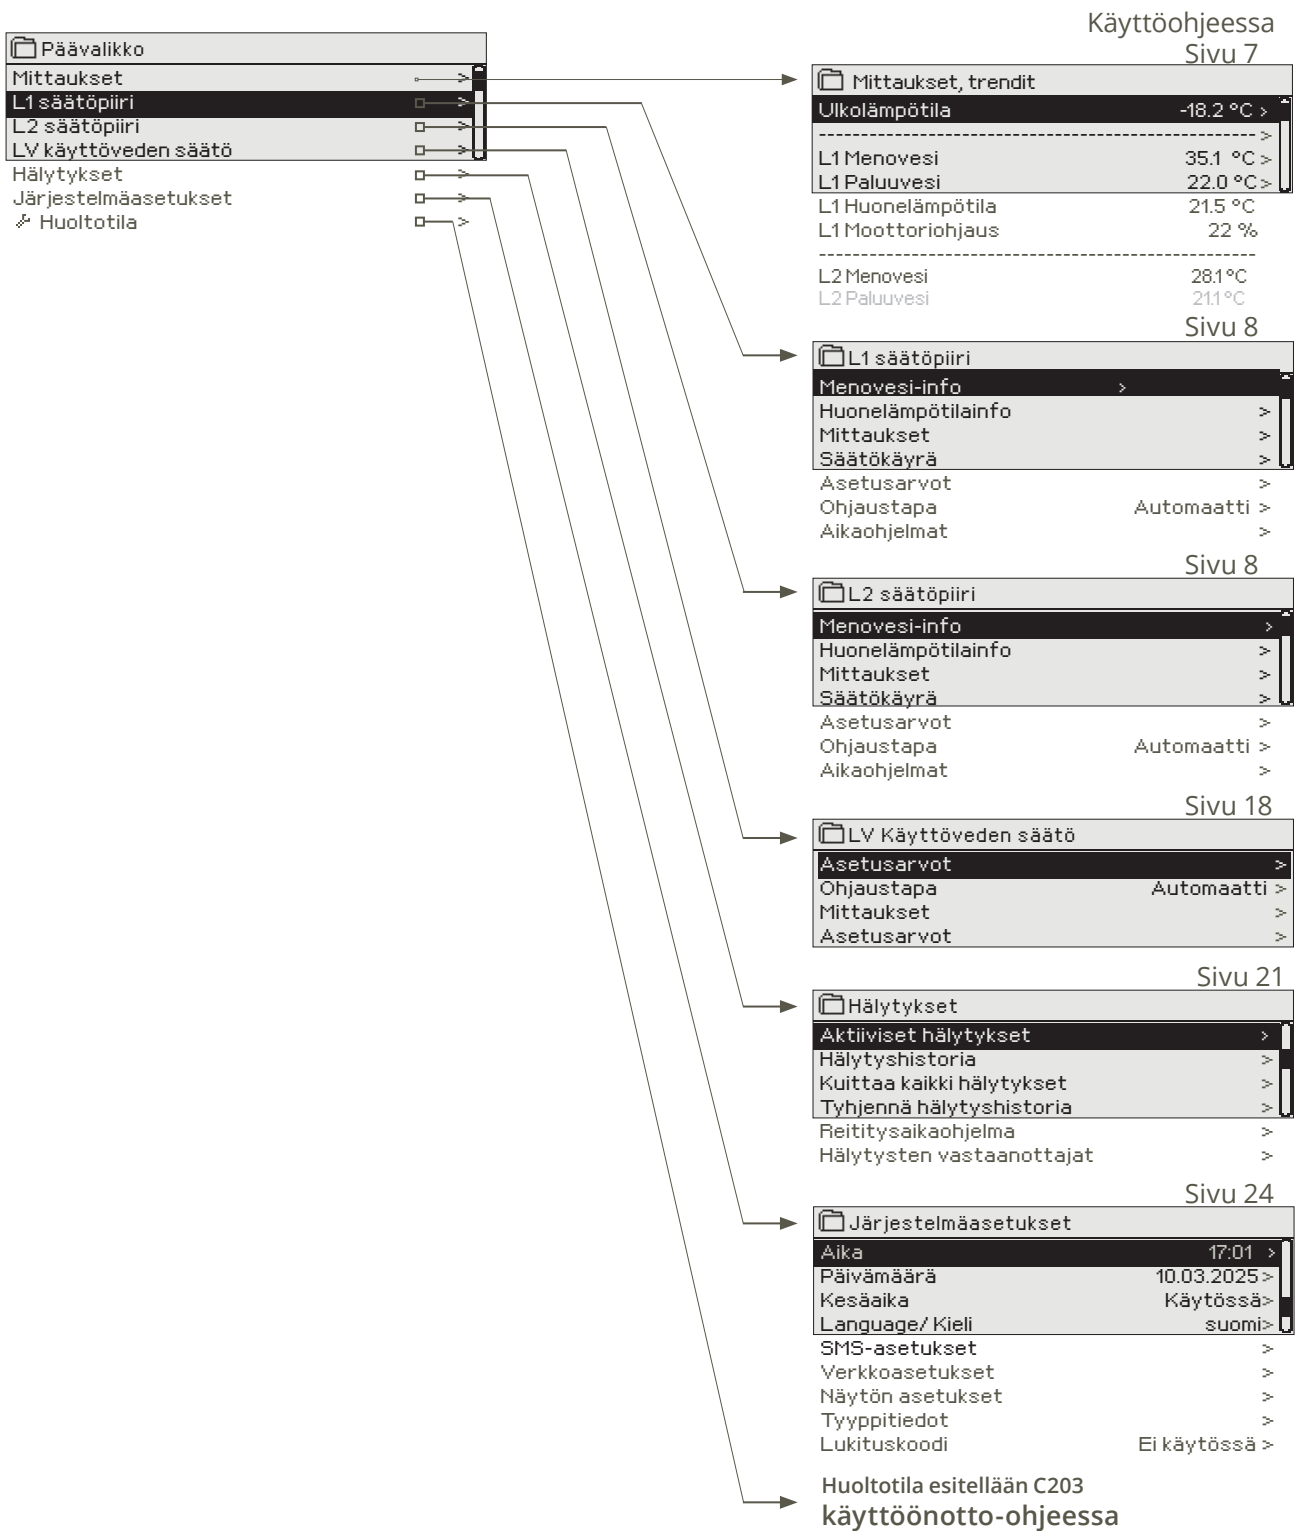 Päävalikko
Mittaukset >
L1 säätöpiiri >
L2 säätöpiiri >
LV käyttöveden säätö >
Hälytykset >
Järjestelmäasetukset >
Huoltotila >
Käyttöohjeessa
Sivu 7
Mittaukset, trendit
Ulkolämpötila -18.2 °C >
---------------------------------------------------- >
L1 Menovesi 35.1 °C >
L1 Paluuvesi 22.0 °C >
L1 Huonelämpötila 21.5 °C
L1 Moottoriohjaus 22 %
----------------------------------------------------
L2 Menovesi 28.1 °C
L2 Paluuvesi 21.1 °C
Sivu 8
L1 säätöpiiri
Menovesi-info >
Huonelämpötilainfo >
Mittaukset >
Säätökäyrä >
Asetusarvot >
Ohjaustapa Automaatti >
Aikaohjelmat >
Sivu 8
L2 säätöpiiri
Menovesi-info >
Huonelämpötilainfo >
Mittaukset >
Säätökäyrä >
Asetusarvot >
Ohjaustapa Automaatti >
Aikaohjelmat >
Sivu 18
LV Käyttöveden säätö
Asetusarvot >
Ohjaustapa Automaatti >
Mittaukset >
Asetusarvot >
Sivu 21
Hälytykset
Aktiiviset hälytykset >
Hälytyshistoria >
Kuittaa kaikki hälytykset >
Tyhjennä hälytyshistoria >
Reititysaikaohjelma >
Hälytysten vastaanottajat >
Sivu 24
Järjestelmäasetukset
Aika 17:01 >
Päivämäärä 10.03.2025 >
Kesäaika Käytössä >
Language/ Kieli suomi >
SMS-asetukset >
Verkkoasetukset >
Näytön asetukset >
Tyyppitiedot >
Lukituskoodi Ei käytössä >
Huoltotila esitellään C203
käyttöönotto-ohjeessa